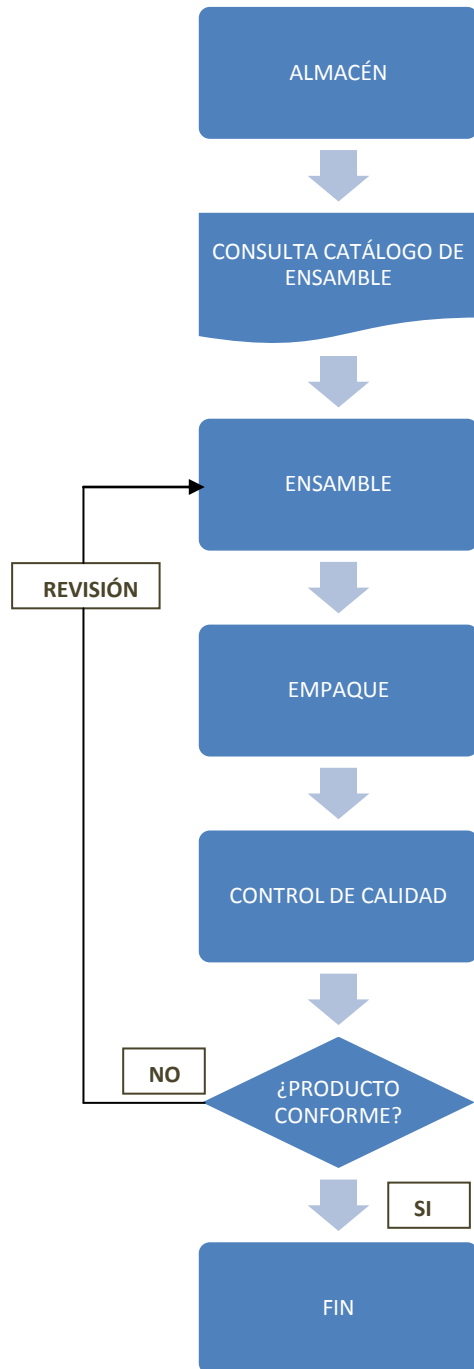 ALMACÉN
CONSULTA CATÁLOGO DE
ENSAMBLE
ENSAMBLE
REVISIÓN
EMPAQUE
CONTROL DE CALIDAD
NO
¿PRODUCTO
CONFORME?
SI
FIN